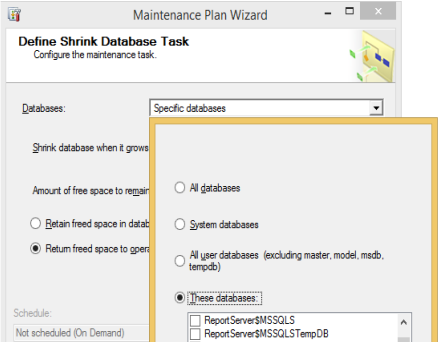 Maintenance Plan Wizard
Define Shrink Database Task
Configure the maintenance task.
Databases:
Specific databases
Shrink database when it grows
Amount of free space to remain
Retain freed space in datab
Return freed space to opera
All databases
System databases
All user databases (excluding master, model, msdb,
tempdb)
These databases:
ReportServer$MSSQLS
ReportServer$MSSQLSTempDB
Schedule:
Not scheduled (On Demand)